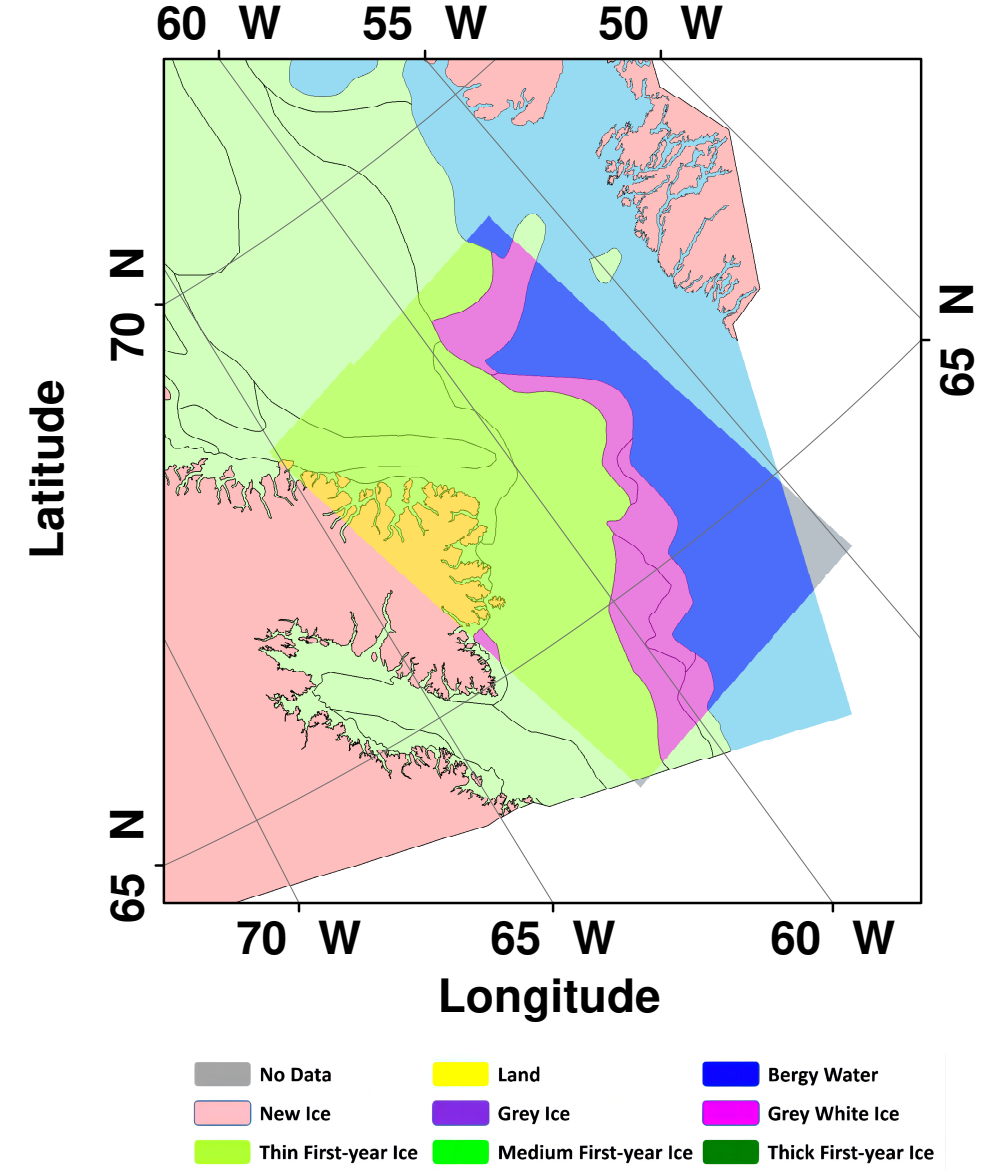 60 W 55 W 50 W
70 N
65 N
65 N
Latitude
70 W 65 W 60 W
Longitude
No Data Land Bergy Water
New Ice Grey Ice Grey White Ice
Thin First-year Ice Medium First-year Ice Thick First-year Ice